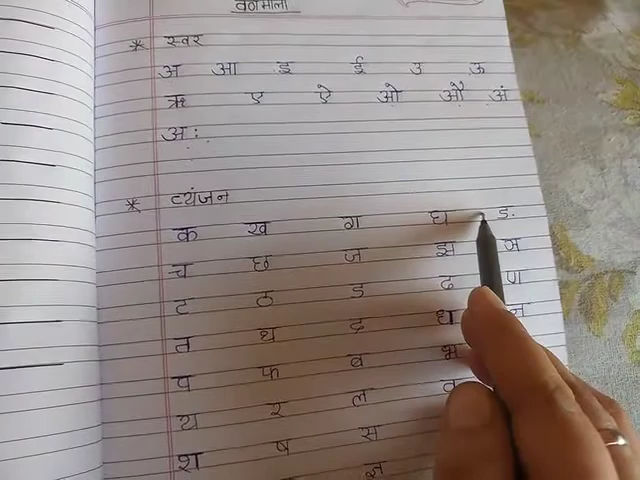 वर्णमाला
* स्वर
अ आ इ ई उ ऊ
ऋ ए ऐ ओ औ अं
अः
* व्यंजन
क ख ग घ ङ
च छ ज झ ञ
ट ठ ड ढ ण
त थ द ध न
प फ ब भ
य र ल व
श ष स
ज्ञ